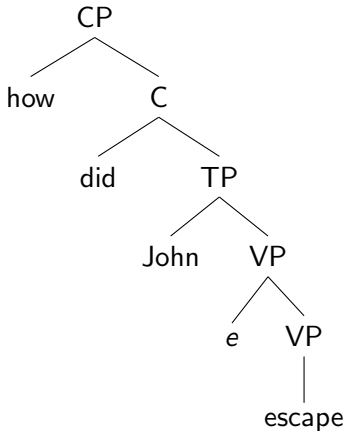 CP
how C
did TP
John VP
e VP
escape